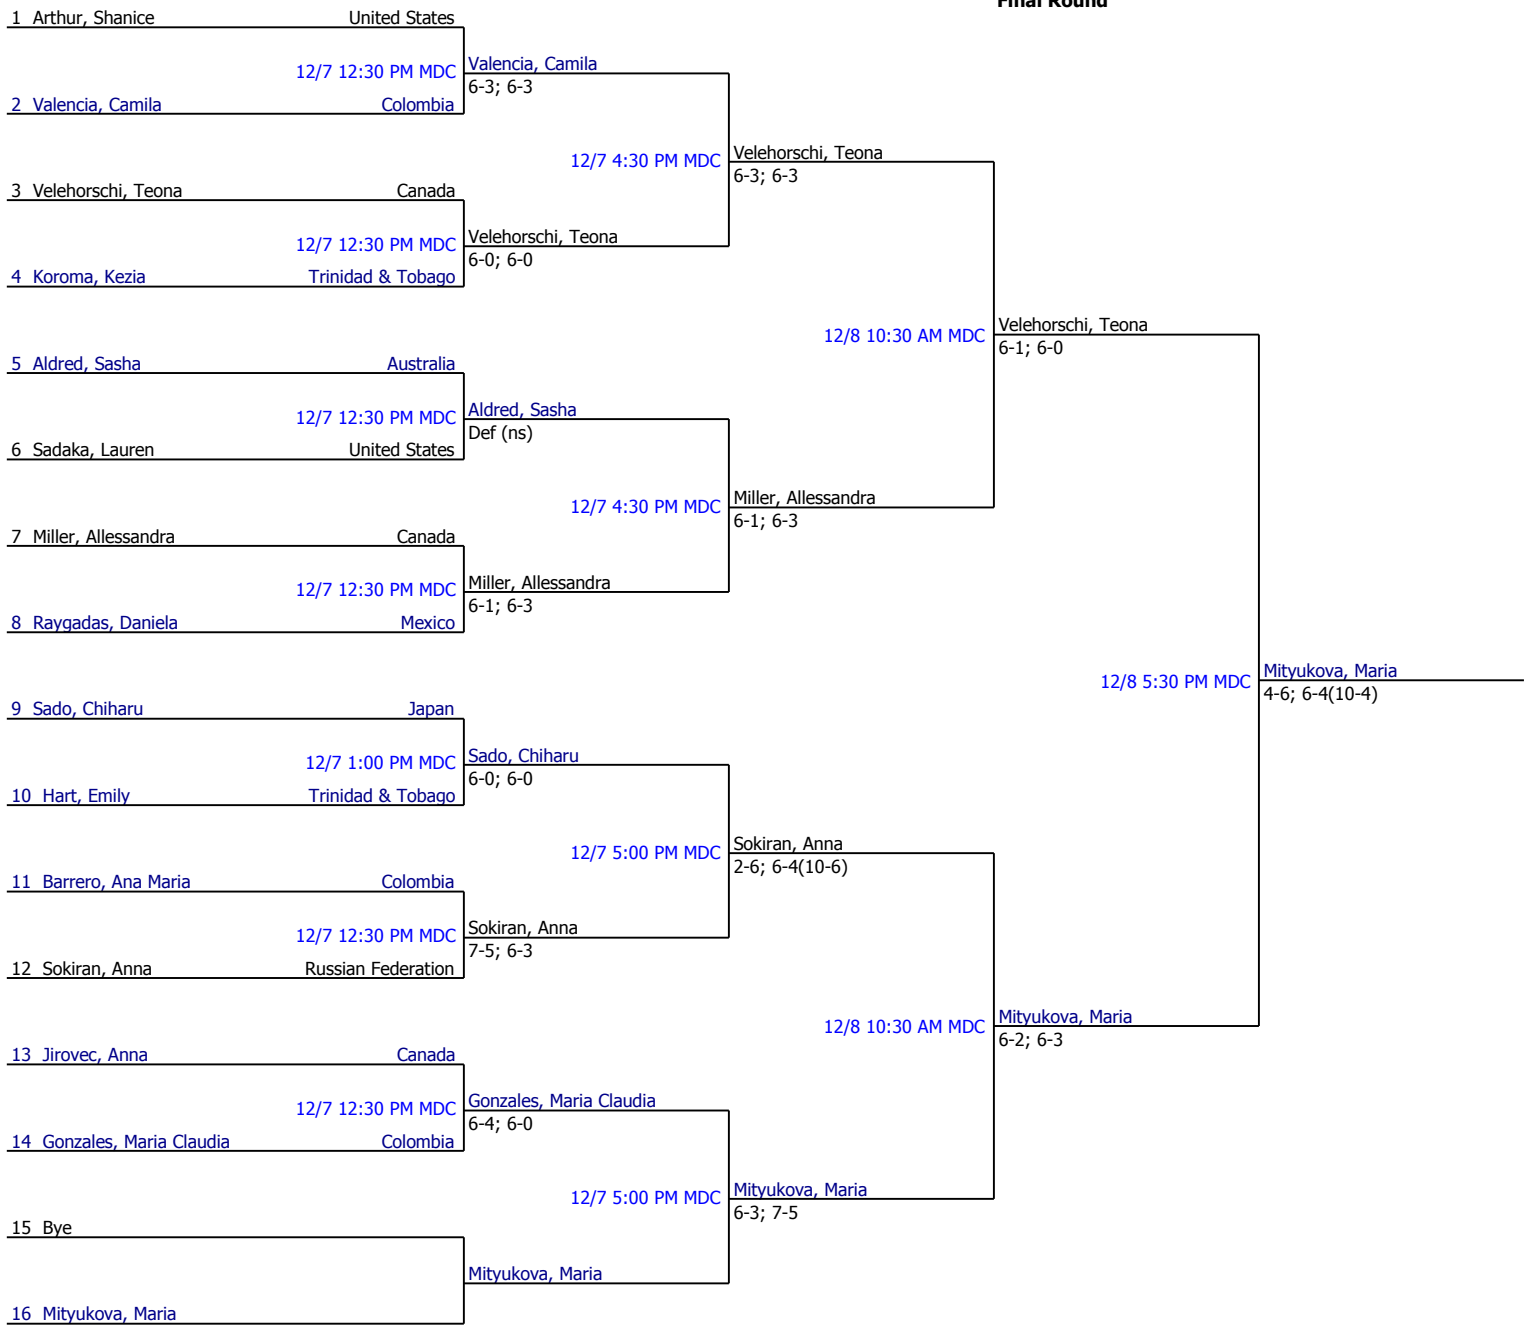 Final Round
1 Arthur, Shanice United States
12/7 12:30 PM MDC Valencia, Camila
6-3; 6-3
2 Valencia, Camila Colombia
12/7 4:30 PM MDC Velehorschi, Teona
6-3; 6-3
3 Velehorschi, Teona Canada
12/7 12:30 PM MDC Velehorschi, Teona
6-0; 6-0
4 Koroma, Kezia Trinidad & Tobago
12/8 10:30 AM MDC Velehorschi, Teona
6-1; 6-0
5 Aldred, Sasha Australia
12/7 12:30 PM MDC Aldred, Sasha
Def (ns)
6 Sadaka, Lauren United States
12/7 4:30 PM MDC Miller, Allessandra
6-1; 6-3
7 Miller, Allessandra Canada
12/7 12:30 PM MDC Miller, Allessandra
6-1; 6-3
8 Raygadas, Daniela Mexico
12/8 5:30 PM MDC Mityukova, Maria
4-6; 6-4(10-4)
9 Sado, Chiharu Japan
12/7 1:00 PM MDC Sado, Chiharu
6-0; 6-0
10 Hart, Emily Trinidad & Tobago
12/7 5:00 PM MDC Sokiran, Anna
2-6; 6-4(10-6)
11 Barrero, Ana Maria Colombia
12/7 12:30 PM MDC Sokiran, Anna
7-5; 6-3
12 Sokiran, Anna Russian Federation
12/8 10:30 AM MDC Mityukova, Maria
6-2; 6-3
13 Jirovec, Anna Canada
12/7 12:30 PM MDC Gonzales, Maria Claudia
6-4; 6-0
14 Gonzales, Maria Claudia Colombia
12/7 5:00 PM MDC Mityukova, Maria
6-3; 7-5
15 Bye
Mityukova, Maria
16 Mityukova, Maria